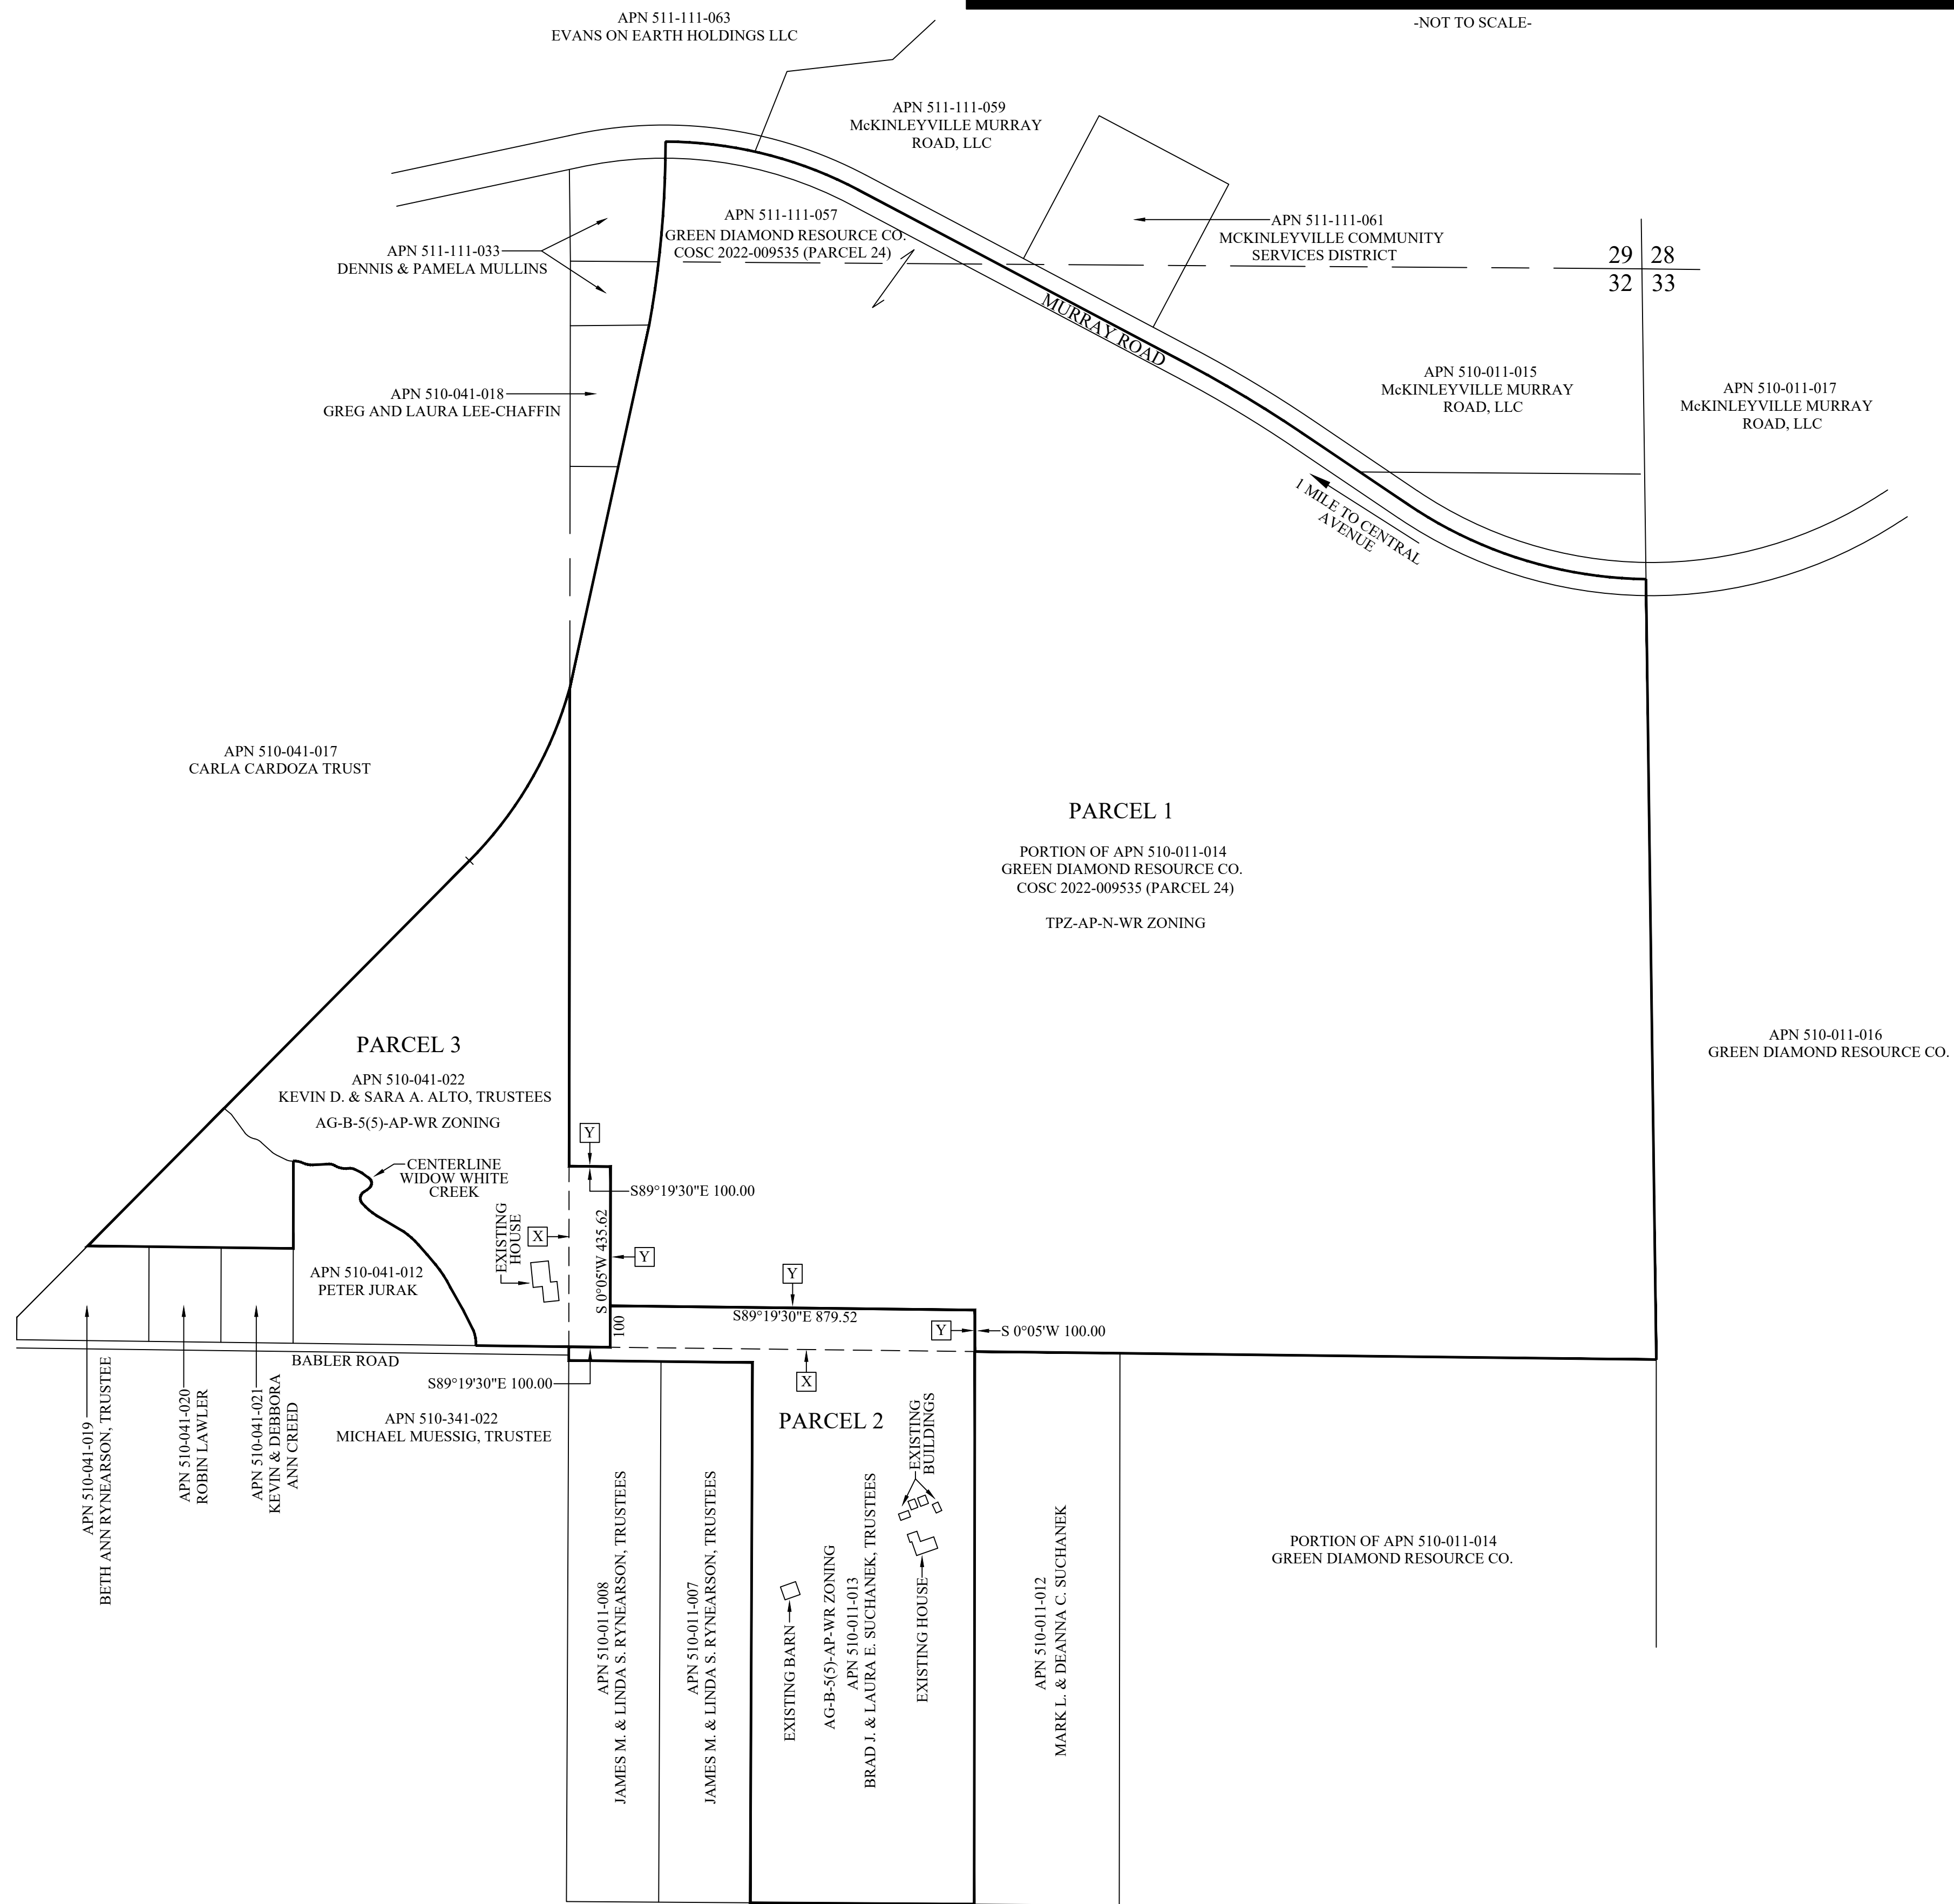 APN 511-111-063
EVANS ON EARTH HOLDINGS LLC
-NOT TO SCALE-
APN 511-111-059
McKINLEYVILLE MURRAY
ROAD, LLC
APN 511-111-057
GREEN DIAMOND RESOURCE CO.
COSC 2022-009535 (PARCEL 24)
APN 511-111-061
MCKINLEYVILLE COMMUNITY
SERVICES DISTRICT
APN 511-111-033
DENNIS & PAMELA MULLINS
29 28
32 33
MURRAY ROAD
APN 510-041-018
GREG AND LAURA LEE-CHAFFIN
APN 510-011-015
McKINLEYVILLE MURRAY
ROAD, LLC
APN 510-011-017
McKINLEYVILLE MURRAY
ROAD, LLC
1 MILE TO CENTRAL
AVENUE
APN 510-041-017
CARLA CARDOZA TRUST
PARCEL 1
PORTION OF APN 510-011-014
GREEN DIAMOND RESOURCE CO.
COSC 2022-009535 (PARCEL 24)
TPZ-AP-N-WR ZONING
APN 510-011-016
GREEN DIAMOND RESOURCE CO.
PARCEL 3
APN 510-041-022
KEVIN D. & SARA A. ALTO, TRUSTEES
AG-B-5(5)-AP-WR ZONING
CENTERLINE
WIDOW WHITE
CREEK
Y
S89°19'30"E 100.00
EXISTING
HOUSE
X
S 0°05'W 435.62
Y
APN 510-041-012
PETER JURAK
Y
S89°19'30"E 879.52
100
Y
S 0°05'W 100.00
BABLER ROAD
S89°19'30"E 100.00
X
APN 510-341-022
MICHAEL MUESSIG, TRUSTEE
PARCEL 2
APN 510-041-019
BETH ANN RYNEARSON, TRUSTEE
APN 510-041-020
ROBIN LAWLER
APN 510-041-021
KEVIN & DEBBORA
ANN CREED
APN 510-011-008
JAMES M. & LINDA S. RYNEARSON, TRUSTEES
APN 510-011-007
JAMES M. & LINDA S. RYNEARSON, TRUSTEES
EXISTING BARN
AG-B-5(5)-AP-WR ZONING
APN 510-011-013
BRAD J. & LAURA E. SUCHANEK, TRUSTEES
EXISTING
BUILDINGS
EXISTING HOUSE
APN 510-011-012
MARK L. & DEANNA C. SUCHANEK
PORTION OF APN 510-011-014
GREEN DIAMOND RESOURCE CO.